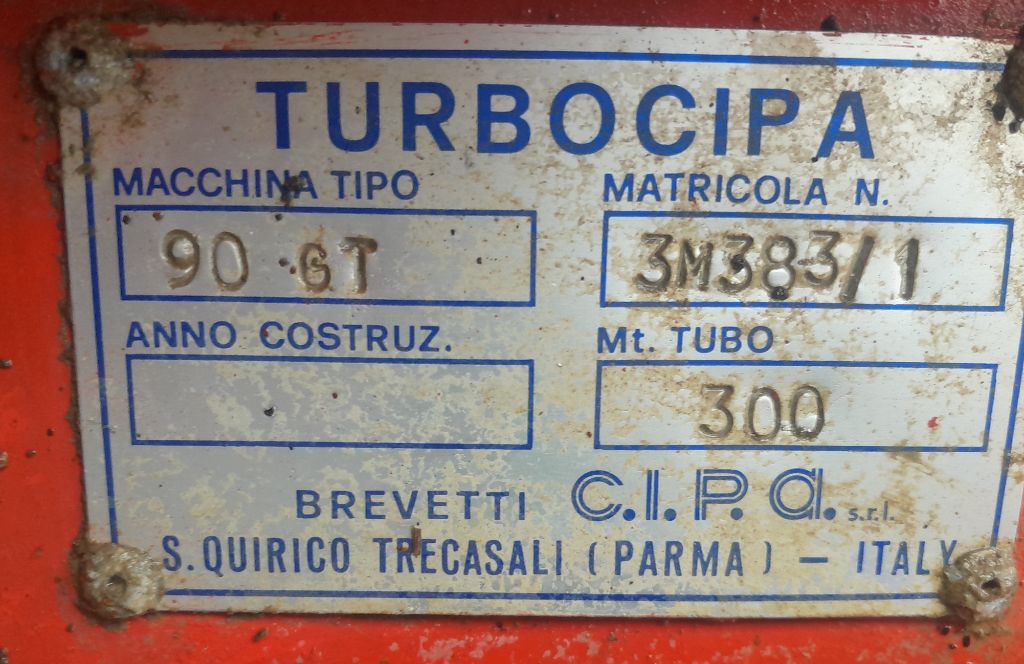 TURBOCIPA
MACCHINA TIPO MATRICOLA N.
90 GT 3M383/1
ANNO COSTRUZ. Mt. TUBO
300
BREVETTI C.I.P.a. s.r.l.
S. QUIRICO TRECASALI (PARMA) — ITALY